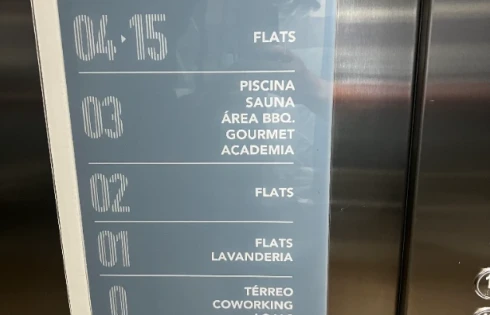 04▸15 FLATS
03 PISCINA
SAUNA
ÁREA BBQ.
GOURMET
ACADEMIA
02 FLATS
01 FLATS
LAVANDERIA
TÉRREO
COWORKING